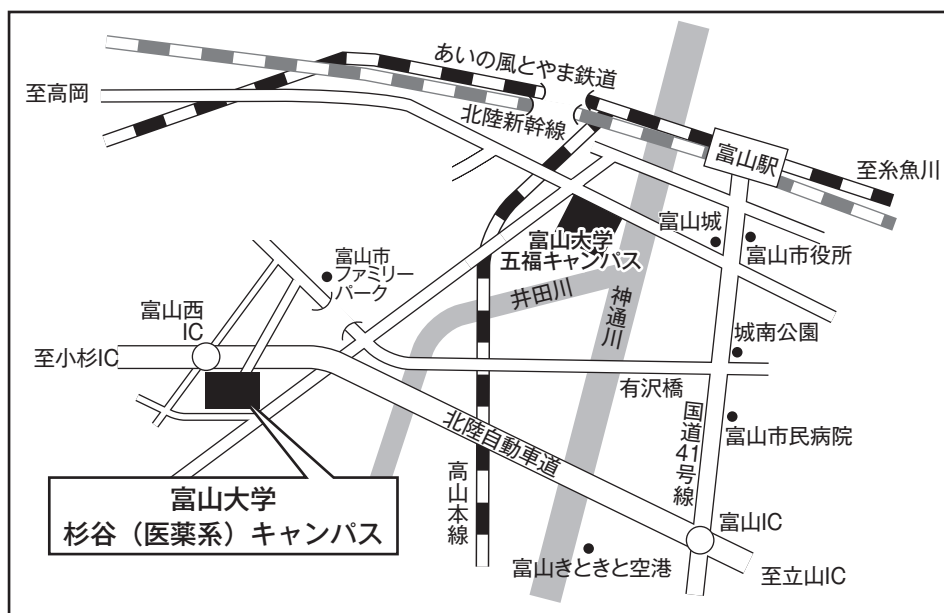 あいの風とやま鉄道
至高岡
北陸新幹線
富山駅
至糸魚川
富山城
富山市役所
富山大学
五福キャンパス
富山市
ファミリー
パーク
井田川
神通川
富山西
IC
城南公園
至小杉IC
有沢橋
国道41号線
富山市民病院
北陸自動車道
高山本線
富山大学
杉谷（医薬系）キャンパス
富山IC
富山きときと空港
至立山IC